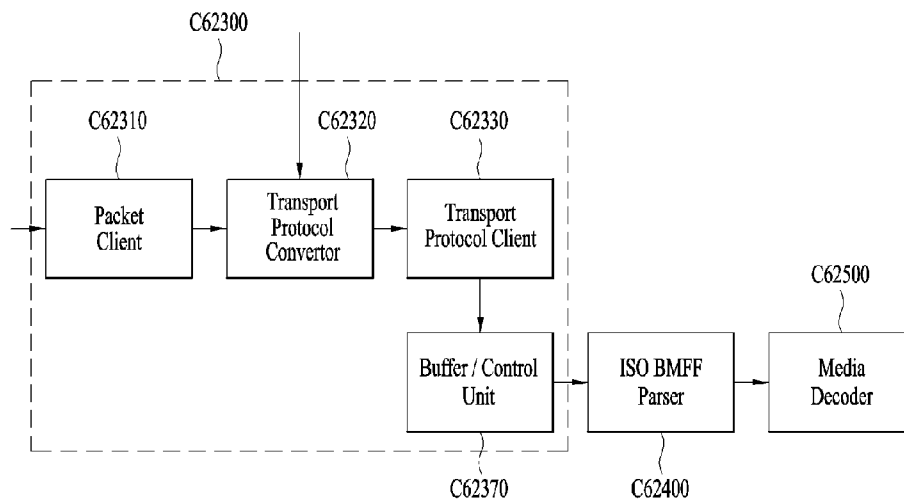 C62300
C62310
C62320
C62330
Packet
Client
Transport
Protocol
Convertor
Transport
Protocol Client
C62500
Buffer / Control
Unit
ISO BMFF
Parser
Media
Decoder
C62370
C62400